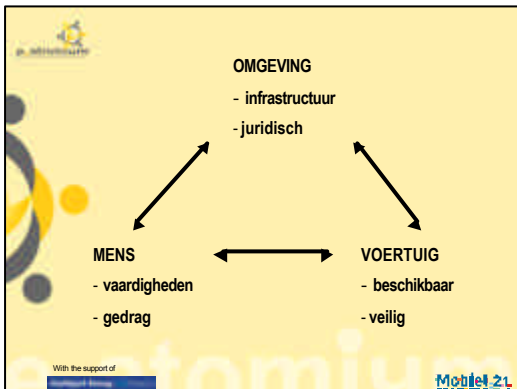 OMGEVING
- infrastructuur
- juridisch
MENS
- vaardigheden
- gedrag
VOERTUIG
- beschikbaar
- veilig
With the support of
Mobiel 21